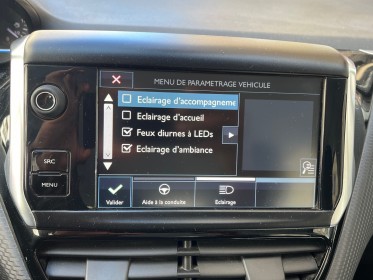 MENU DE PARAMETRAGE VEHICULE
Eclairage d'accompagneme
Eclairage d'accueil
Feux diurnes à LEDs
Eclairage d'ambiance
SRC
MENU
Valider
Aide à la conduite
Eclairage